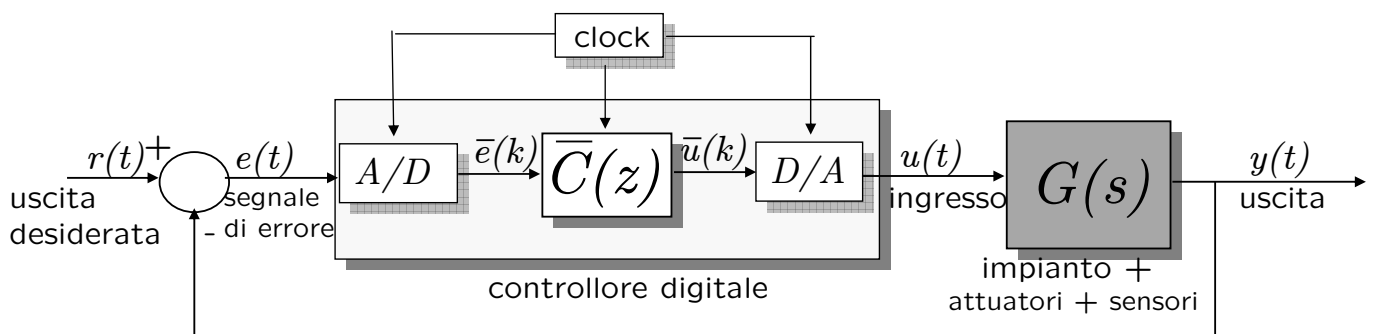 clock
r(t)
+
e(t)
A/D
e̅(k)
C̅(z)
u̅(k)
D/A
u(t)
G(s)
y(t)
uscita
desiderata
-
segnale
di errore
ingresso
uscita
controllore digitale
impianto +
attuatori + sensori